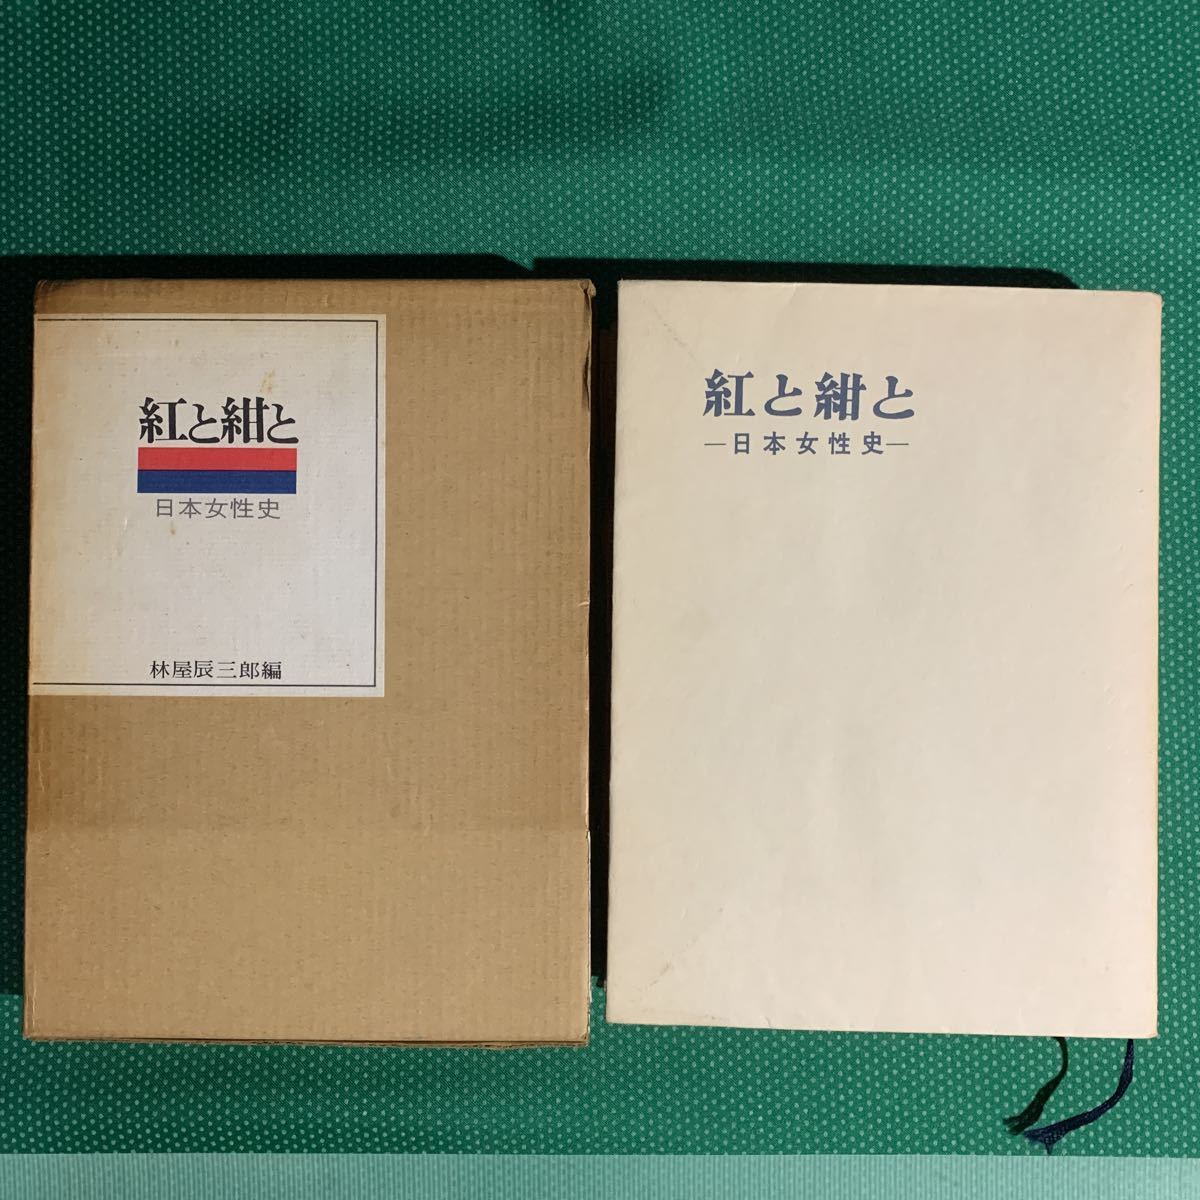 紅と紺と
日本女性史
林屋辰三郎編
紅と紺と
―日本女性史―